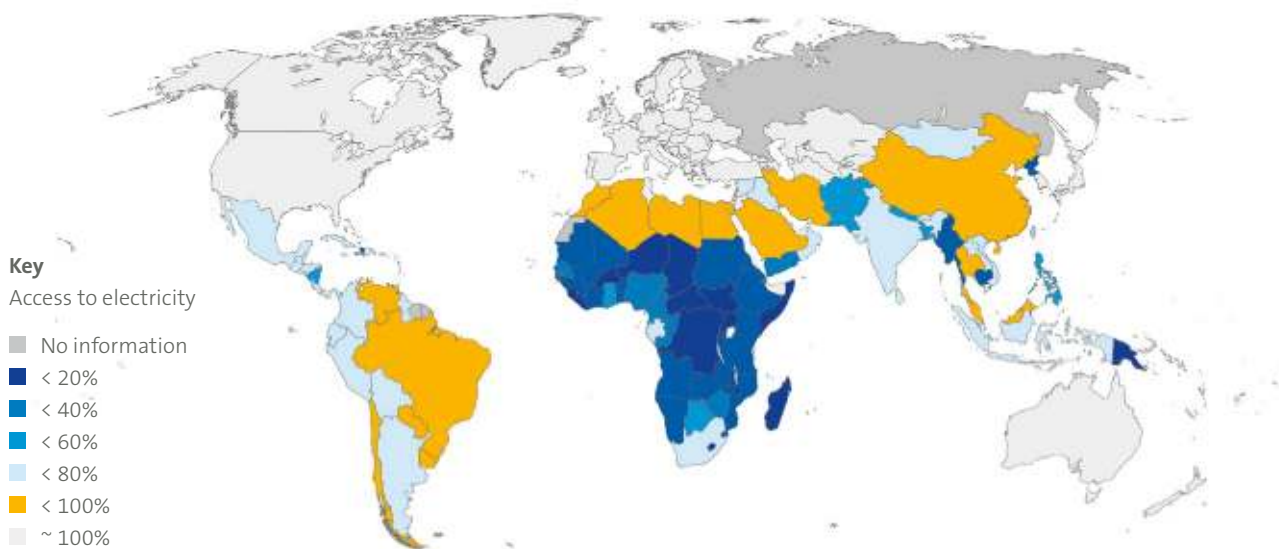 Key
Access to electricity
No information
< 20%
< 40%
< 60%
< 80%
< 100%
~ 100%